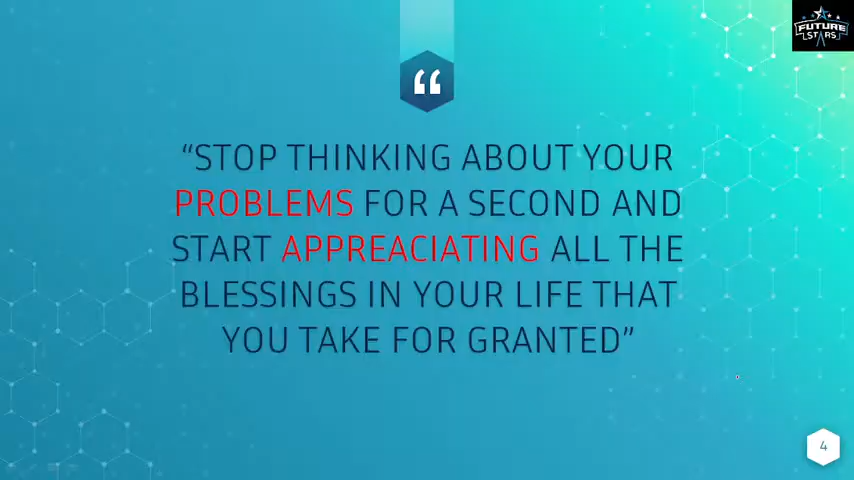 FUTURE
STARS
“
“STOP THINKING ABOUT YOUR
PROBLEMS FOR A SECOND AND
START APPREACIATING ALL THE
BLESSINGS IN YOUR LIFE THAT
YOU TAKE FOR GRANTED”
4